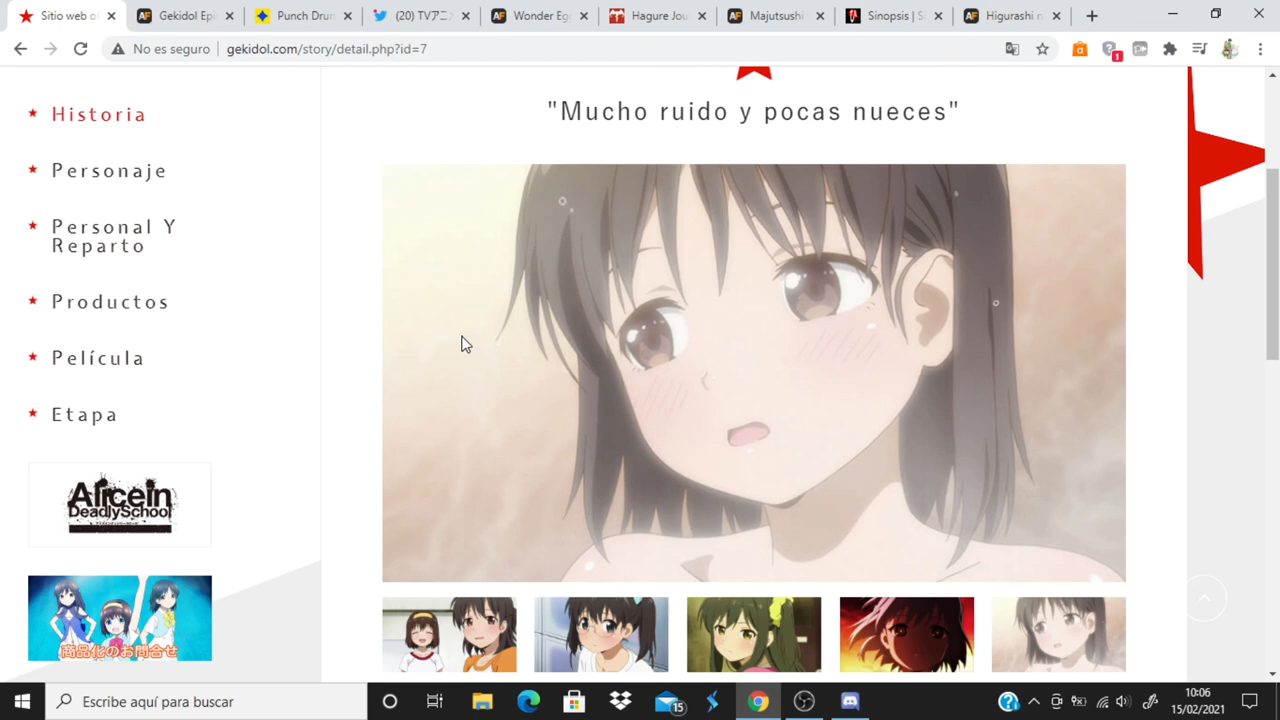 Sitio web o
Gekidol Epi
Punch Drun
(20) TVアニ
Wonder Eg
Hagure Jou
Majutsushi
Sinopsis | S
Higurashi n
No es seguro
gekidol.com/story/detail.php?id=7
1
Historia
Personaje
Personal Y
Reparto
Productos
Película
Etapa
AliceIn
DeadlySchool
商品化のお問合せ
"Mucho ruido y pocas nueces"
Escribe aquí para buscar
15
10:06
15/02/2021